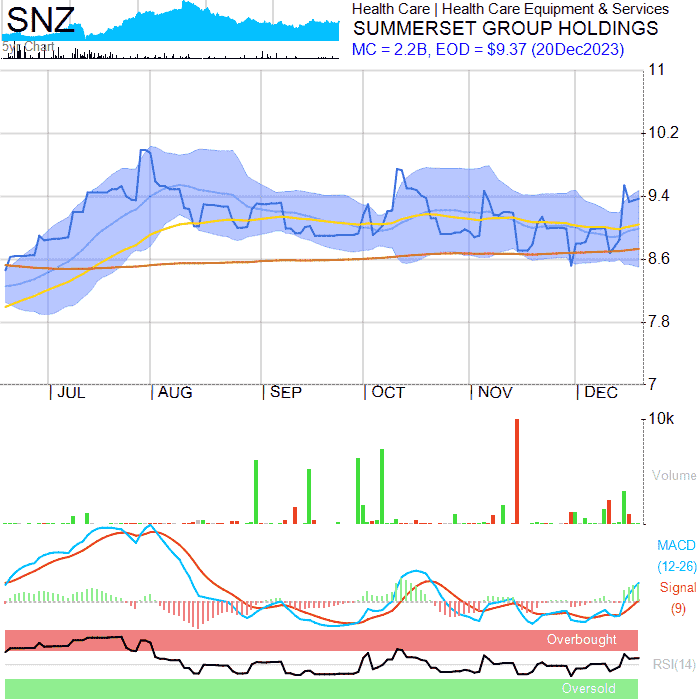 SNZ
5yr Chart
Health Care | Health Care Equipment & Services
SUMMERSET GROUP HOLDINGS
MC = 2.2B, EOD = $9.37 (20Dec2023)
11
10.2
9.4
8.6
7.8
7
JUL AUG SEP OCT NOV DEC
10k
Volume
MACD
(12-26)
Signal
(9)
Overbought
RSI(14)
Oversold